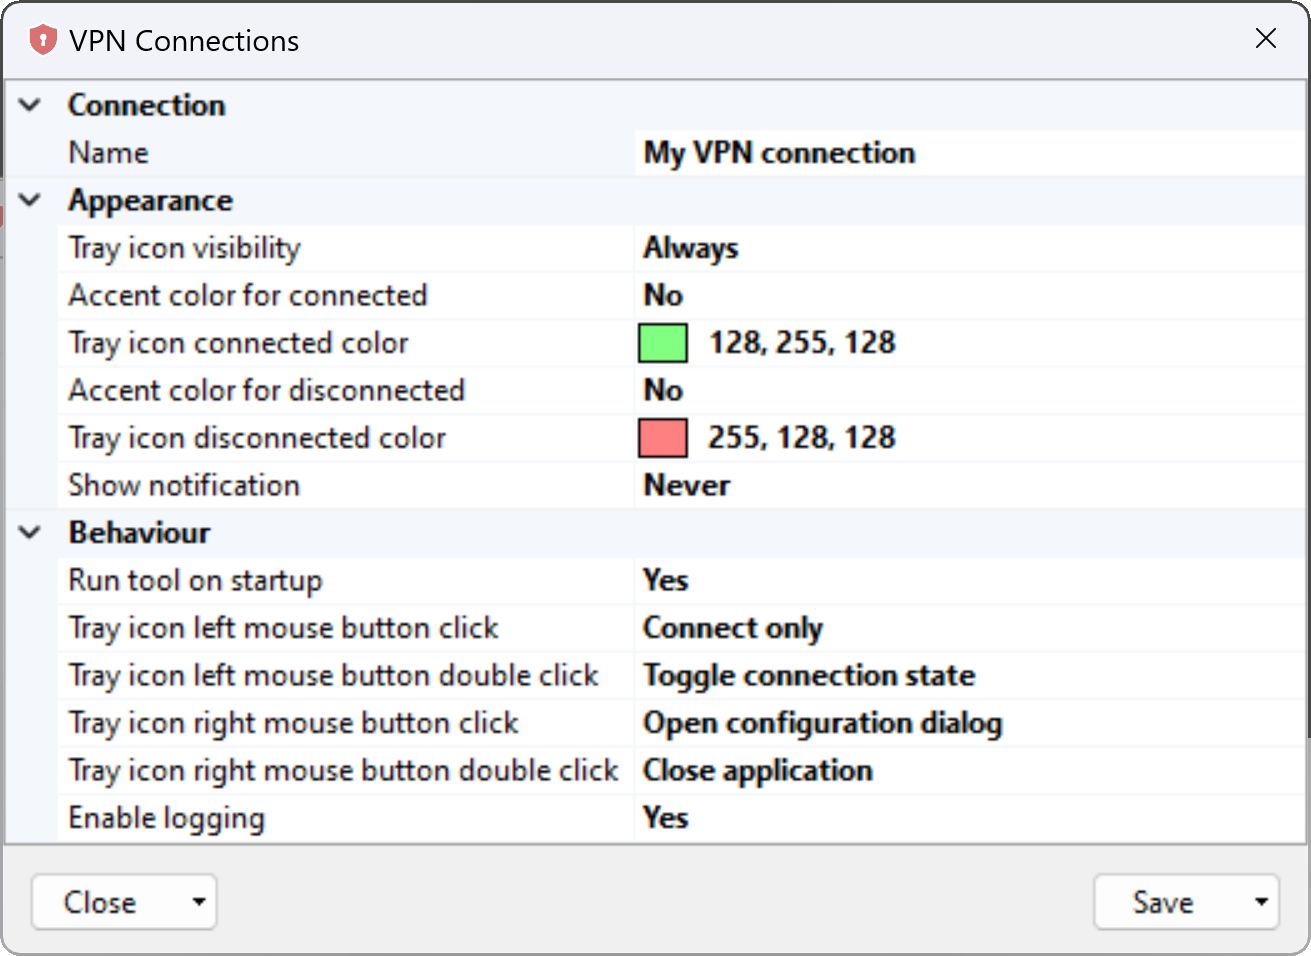 VPN Connections
Connection
Name My VPN connection
Appearance
Tray icon visibility Always
Accent color for connected No
Tray icon connected color 128, 255, 128
Accent color for disconnected No
Tray icon disconnected color 255, 128, 128
Show notification Never
Behaviour
Run tool on startup Yes
Tray icon left mouse button click Connect only
Tray icon left mouse button double click Toggle connection state
Tray icon right mouse button click Open configuration dialog
Tray icon right mouse button double click Close application
Enable logging Yes
Close Save